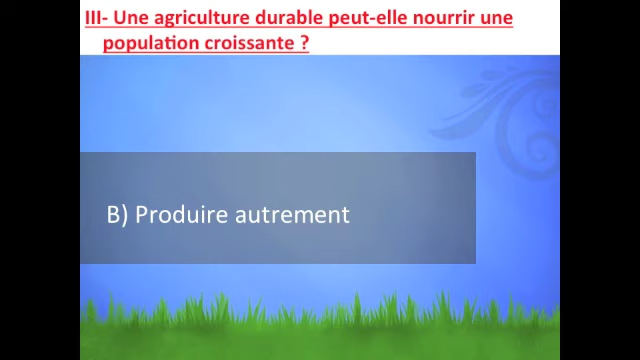 III- Une agriculture durable peut-elle nourrir une
population croissante ?
B) Produire autrement